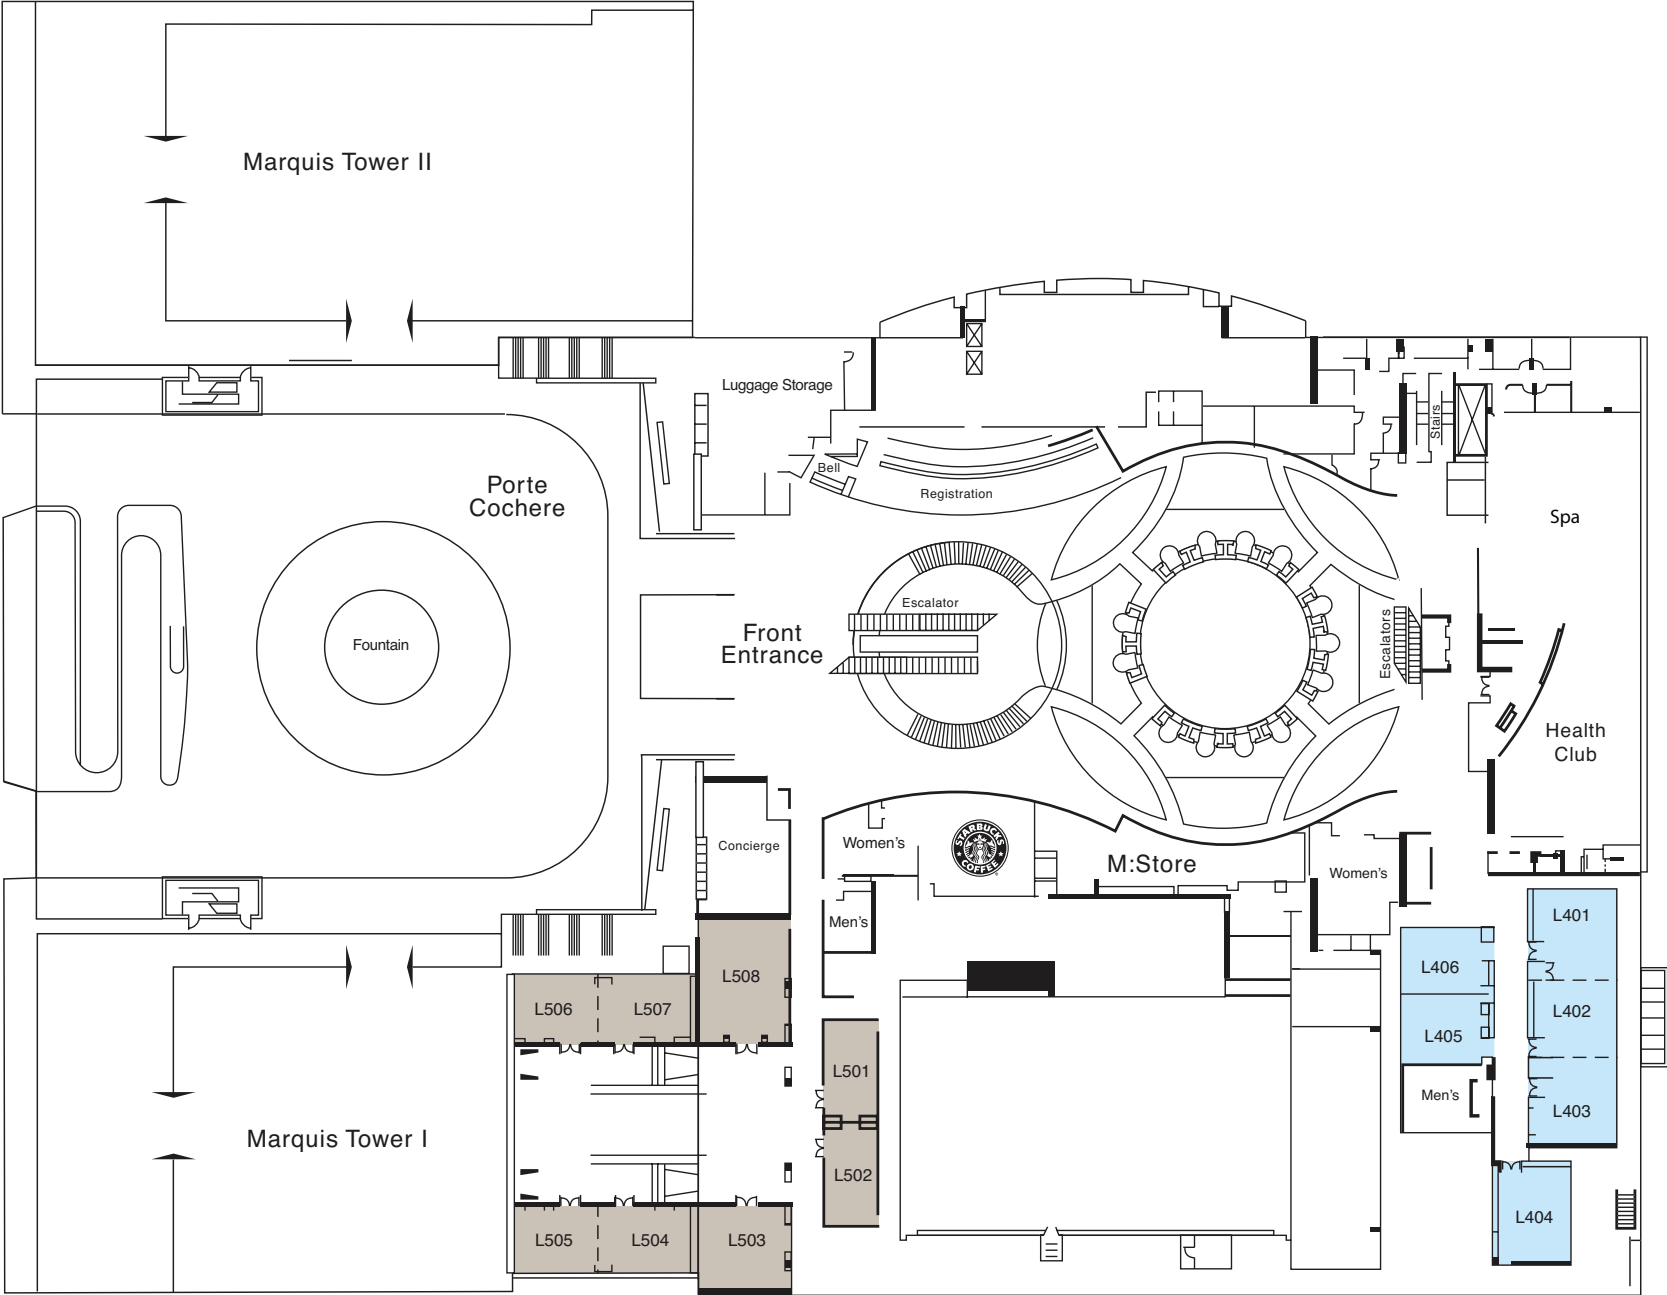 Marquis Tower II
Luggage Storage
Stairs
Bell
Registration
Porte
Cochere
Spa
Escalator
Fountain
Front
Entrance
Escalators
Health
Club
Concierge
Women's
STARBUCKS
COFFEE
M:Store
Women's
Men's
L401
L406
L402
L405
L403
Men's
L404
L508
L506
L507
L501
L502
Marquis Tower I
L505
L504
L503